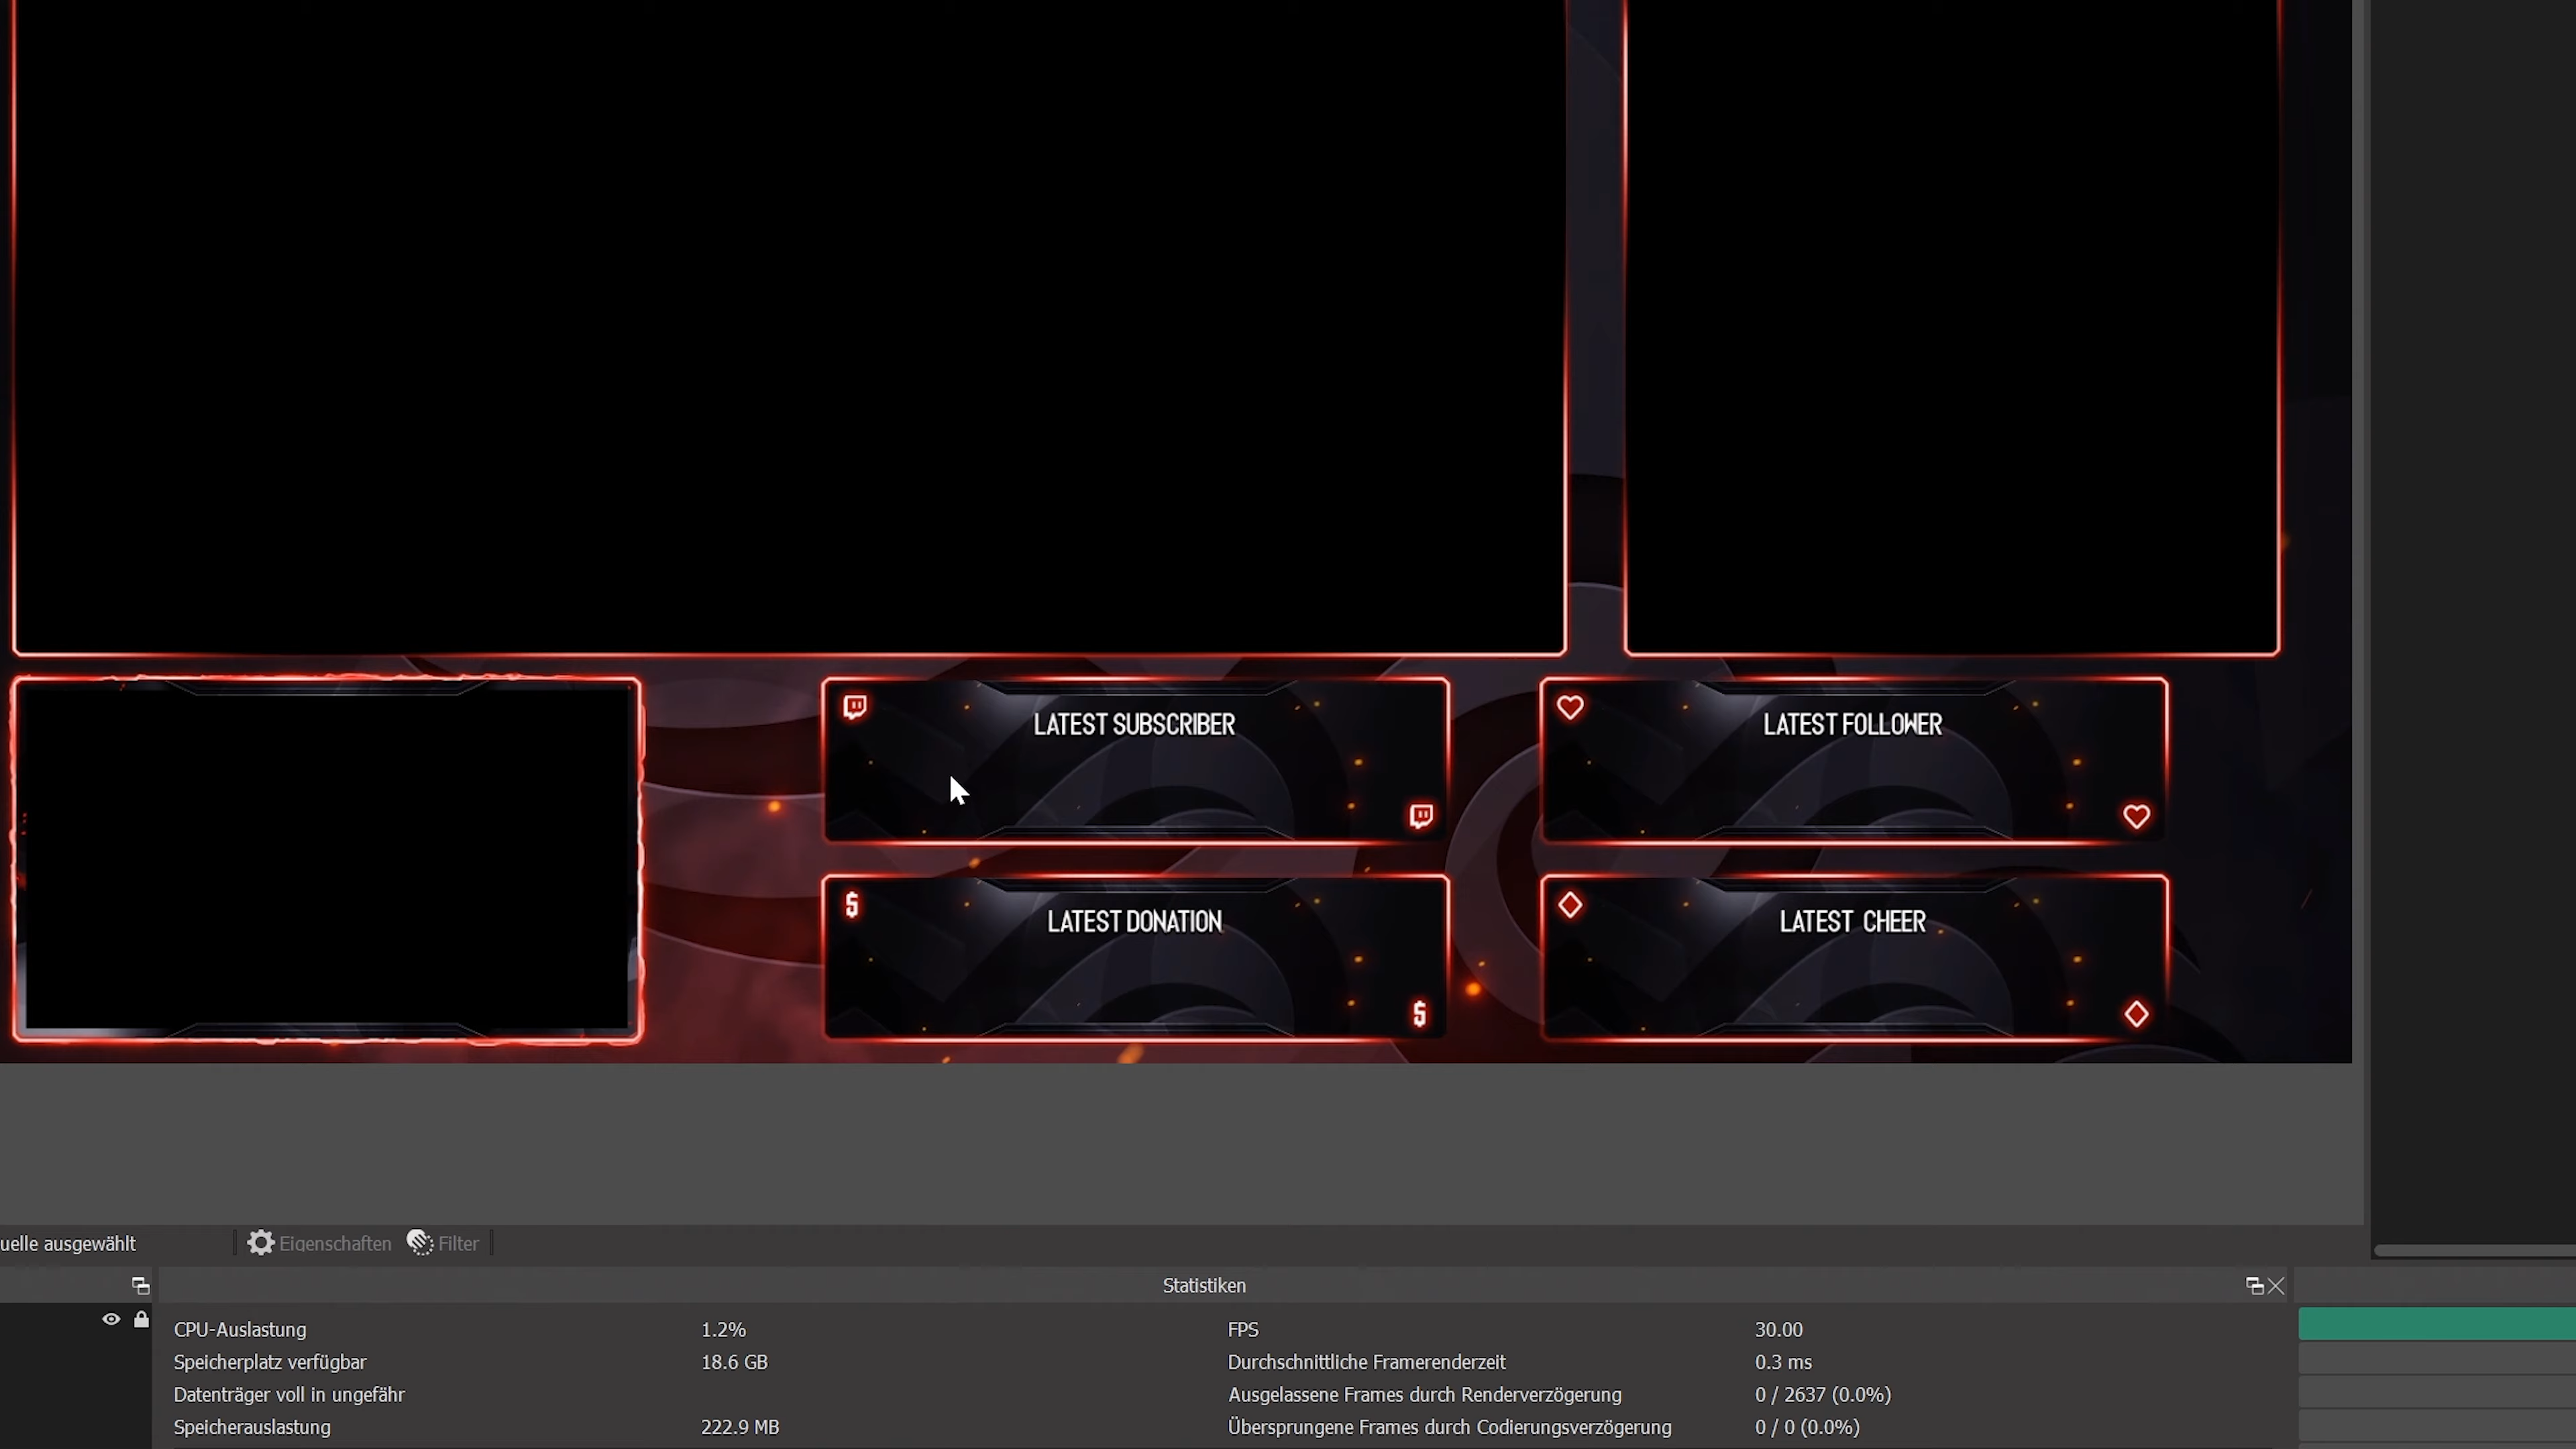 LATEST SUBSCRIBER
LATEST FOLLOWER
$
LATEST DONATION
$
LATEST CHEER
uelle ausgewählt
Eigenschaften
Filter
Statistiken
CPU-Auslastung 1.2% FPS 30.00
Speicherplatz verfügbar 18.6 GB Durchschnittliche Framerenderzeit 0.3 ms
Datenträger voll in ungefähr Ausgelassene Frames durch Renderverzögerung 0 / 2637 (0.0%)
Speicherauslastung 222.9 MB Übersprungene Frames durch Codierungsverzögerung 0 / 0 (0.0%)